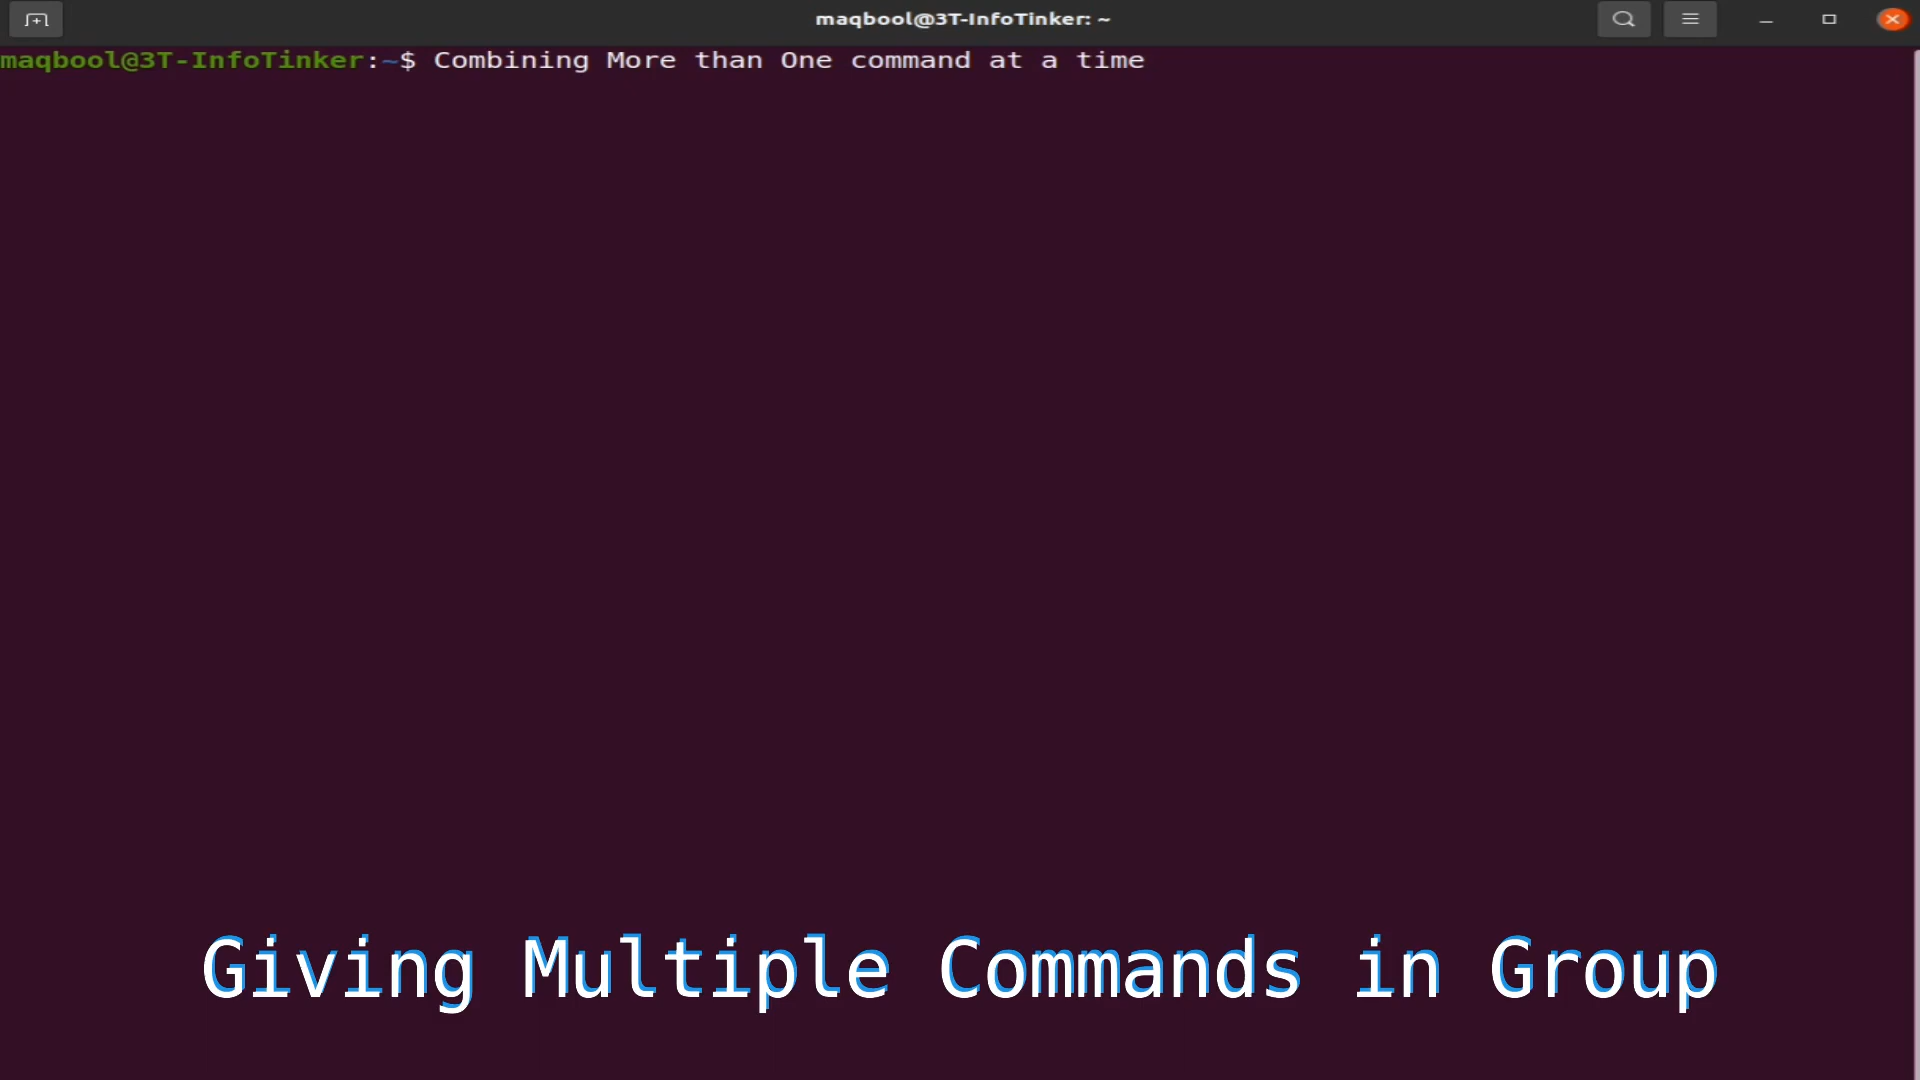 maqbool@3T-InfoTinker: ~
maqbool@3T-InfoTinker:~$ Combining More than One command at a time
Giving Multiple Commands in Group